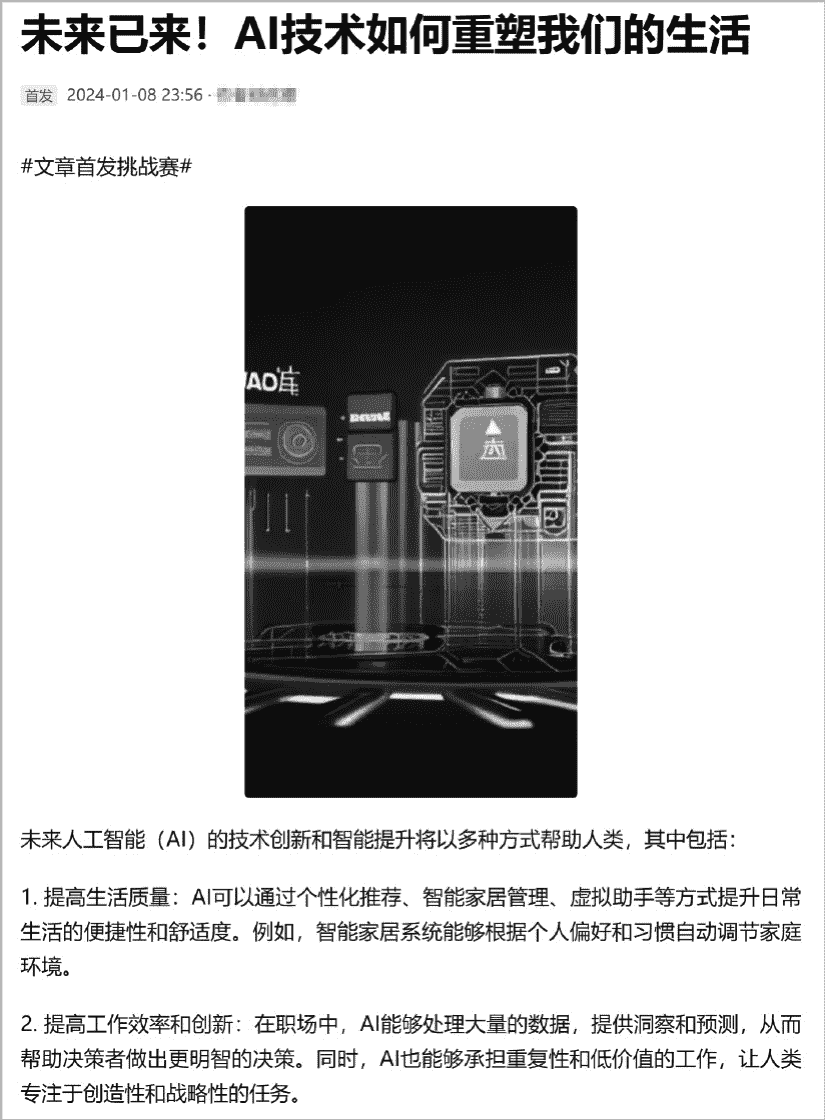 未来已来！AI技术如何重塑我们的生活
首发 2024-01-08 23:56 ·
#文章首发挑战赛#
未来人工智能（AI）的技术创新和智能提升将以多种方式帮助人类，其中包括：
1. 提高生活质量：AI可以通过个性化推荐、智能家居管理、虚拟助手等方式提升日常
生活的便捷性和舒适度。例如，智能家居系统能够根据个人偏好和习惯自动调节家庭
环境。
2. 提高工作效率和创新：在职场中，AI能够处理大量的数据，提供洞察和预测，从而
帮助决策者做出更明智的决策。同时，AI也能够承担重复性和低价值的工作，让人类
专注于创造性和战略性的任务。